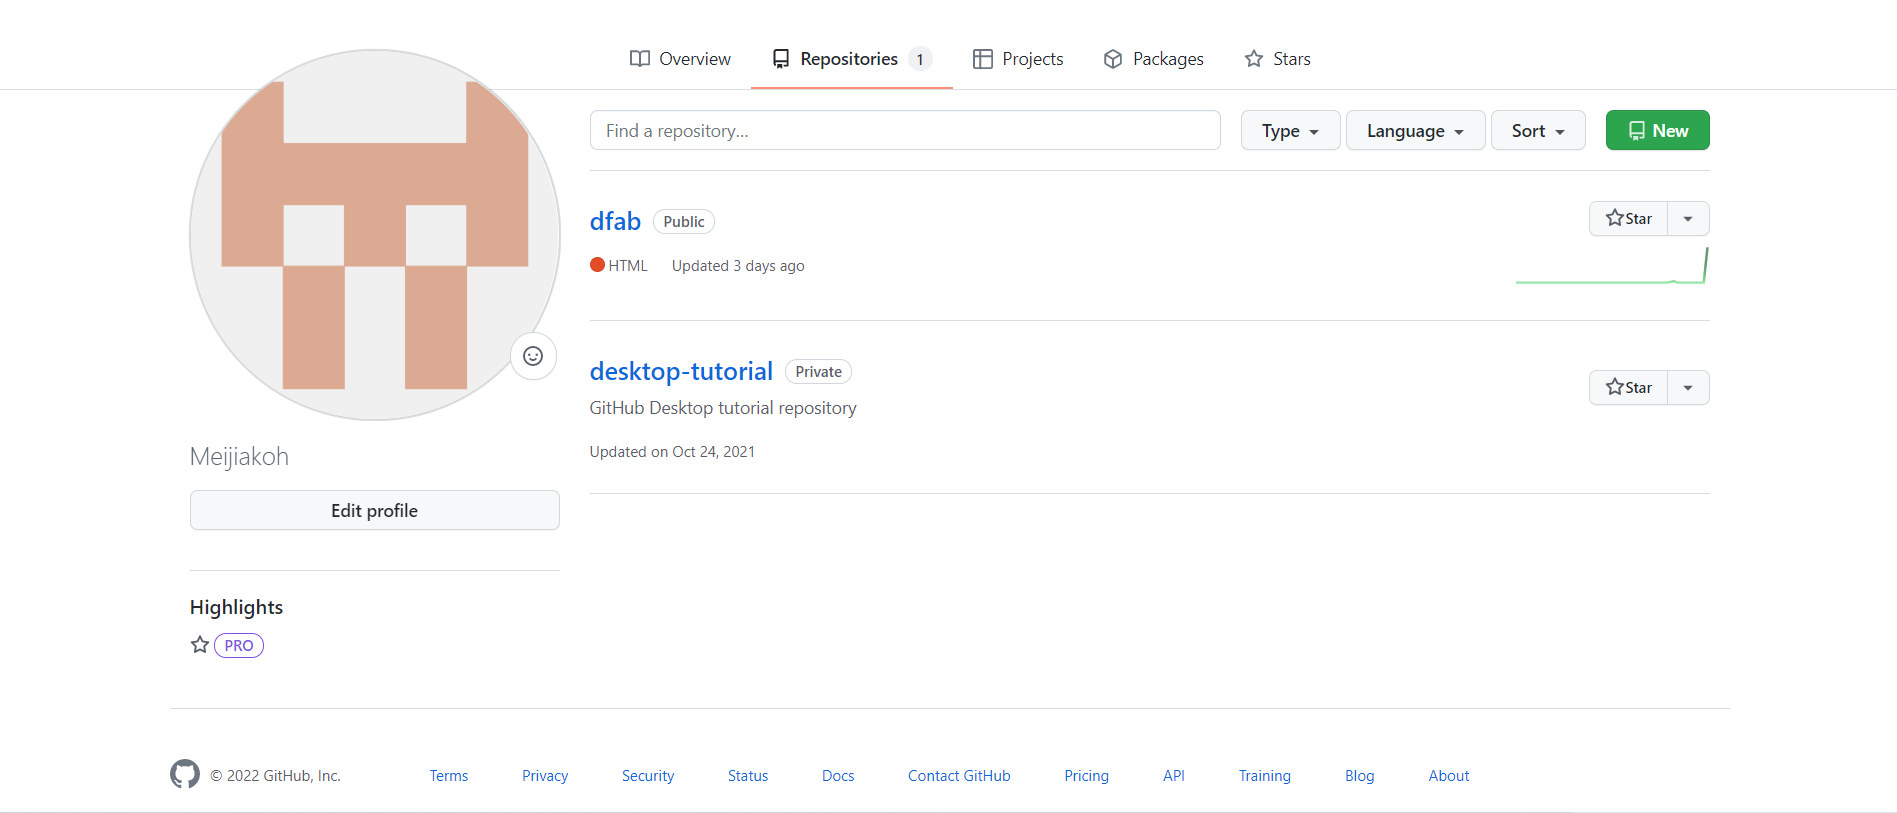 Overview Repositories 1 Projects Packages Stars
Find a repository... Type Language Sort New
dfab Public Star
HTML Updated 3 days ago
desktop-tutorial Private Star
GitHub Desktop tutorial repository
Updated on Oct 24, 2021
Meijiakoh
Edit profile
Highlights
PRO
© 2022 GitHub, Inc. Terms Privacy Security Status Docs Contact GitHub Pricing API Training Blog About